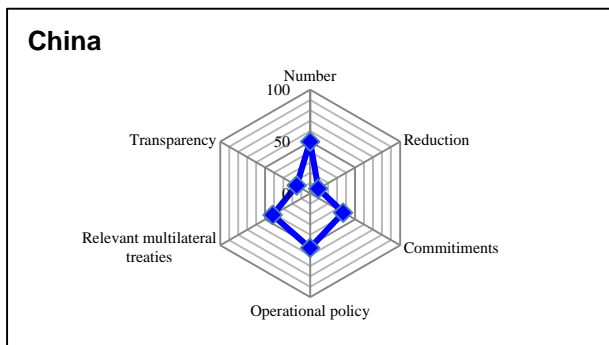 China
Number
100
Transparency
50
Reduction
0
Relevant multilateral
treaties
Commitiments
Operational policy